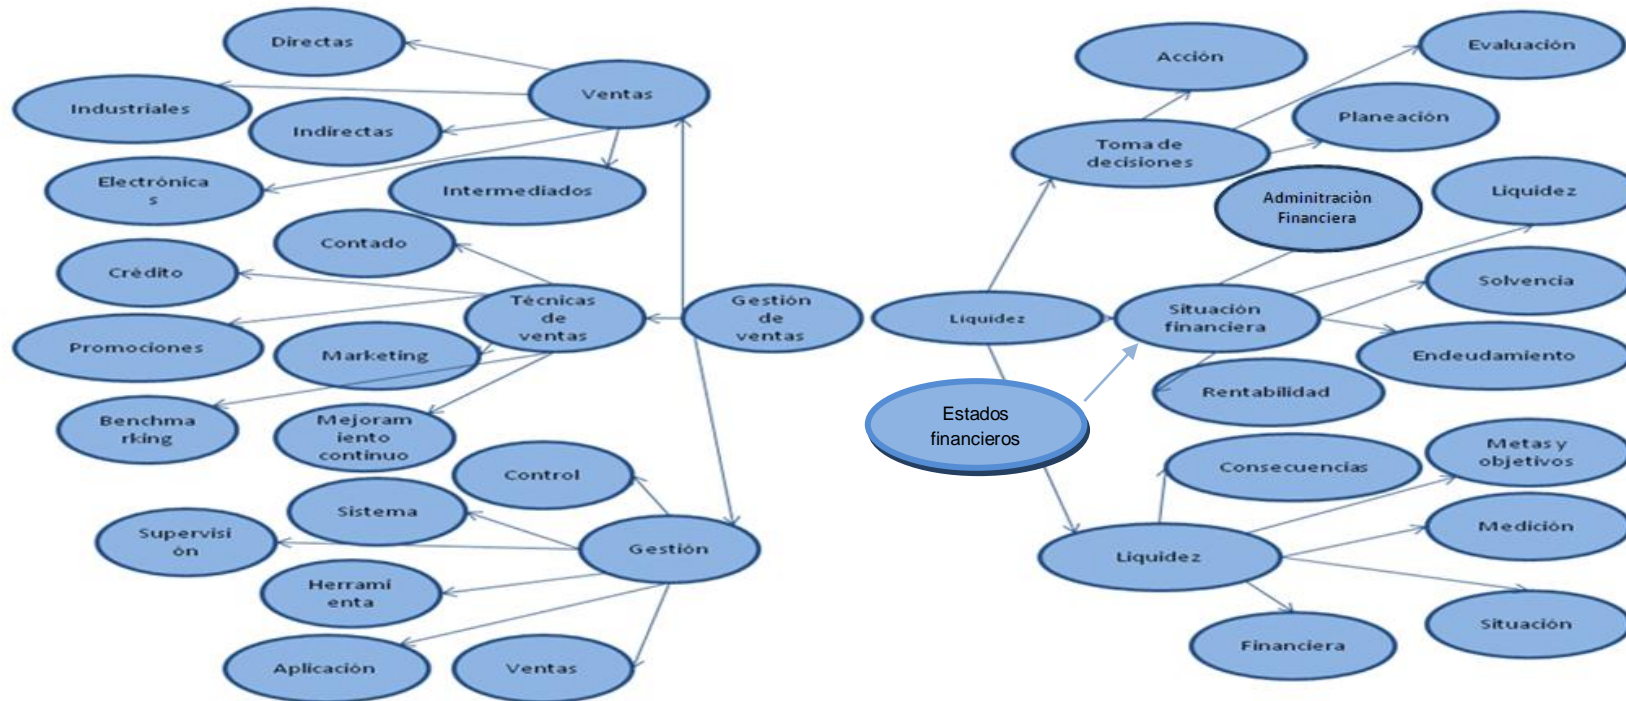 Directas
Industriales
Ventas
Indirectas
Electrónica
s
Intermediados
Contado
Crédito
Técnicas
de
ventas
Gestión
de
ventas
Promociones
Marketing
Benchma
rking
Mejoram
iento
continuo
Control
Sistema
Supervisi
ón
Gestión
Herrami
enta
Aplicación
Ventas
Acción
Evaluación
Planeación
Toma de
decisiones
Adminitraciòn
Financiera
Liquidez
Solvencia
Liquidez
Situación
financiera
Endeudamiento
Rentabilidad
Estados
financieros
Metas y
objetivos
Consecuencias
Medición
Liquidez
Situación
Financiera